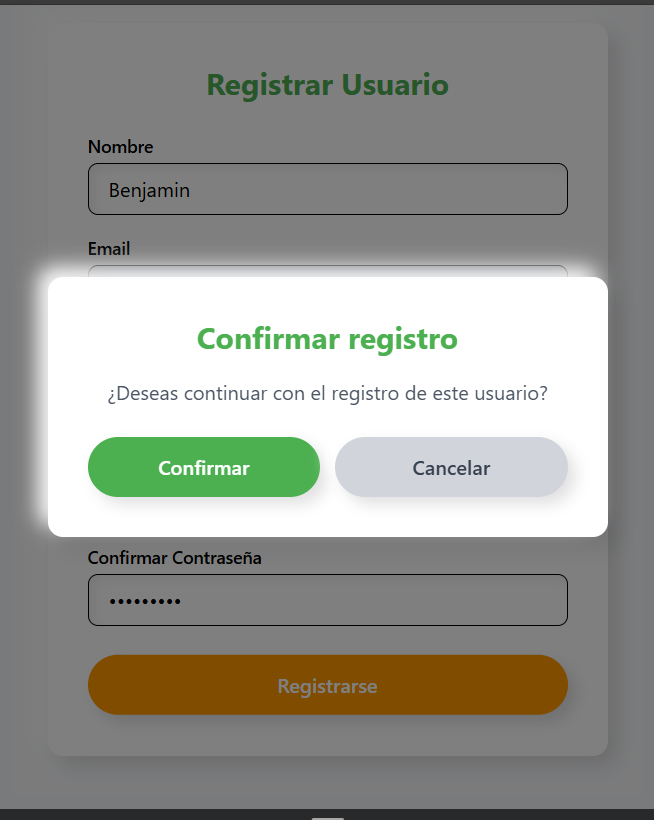 Registrar Usuario
Nombre
Benjamin
Email
Confirmar registro
¿Deseas continuar con el registro de este usuario?
Confirmar
Cancelar
Confirmar Contraseña
•••••••••
Registrarse